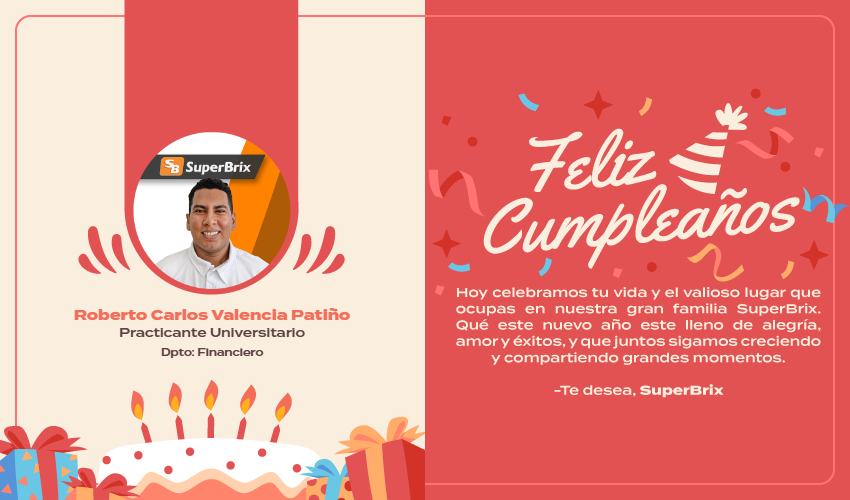 SB SuperBrix
Roberto Carlos Valencia Patiño
Practicante Universitario
Dpto: Financiero
Feliz
Cumpleaños
Hoy celebramos tu vida y el valioso lugar que
ocupas en nuestra gran familia SuperBrix.
Qué este nuevo año este lleno de alegría,
amor y éxitos, y que juntos sigamos creciendo
y compartiendo grandes momentos.
-Te desea, SuperBrix